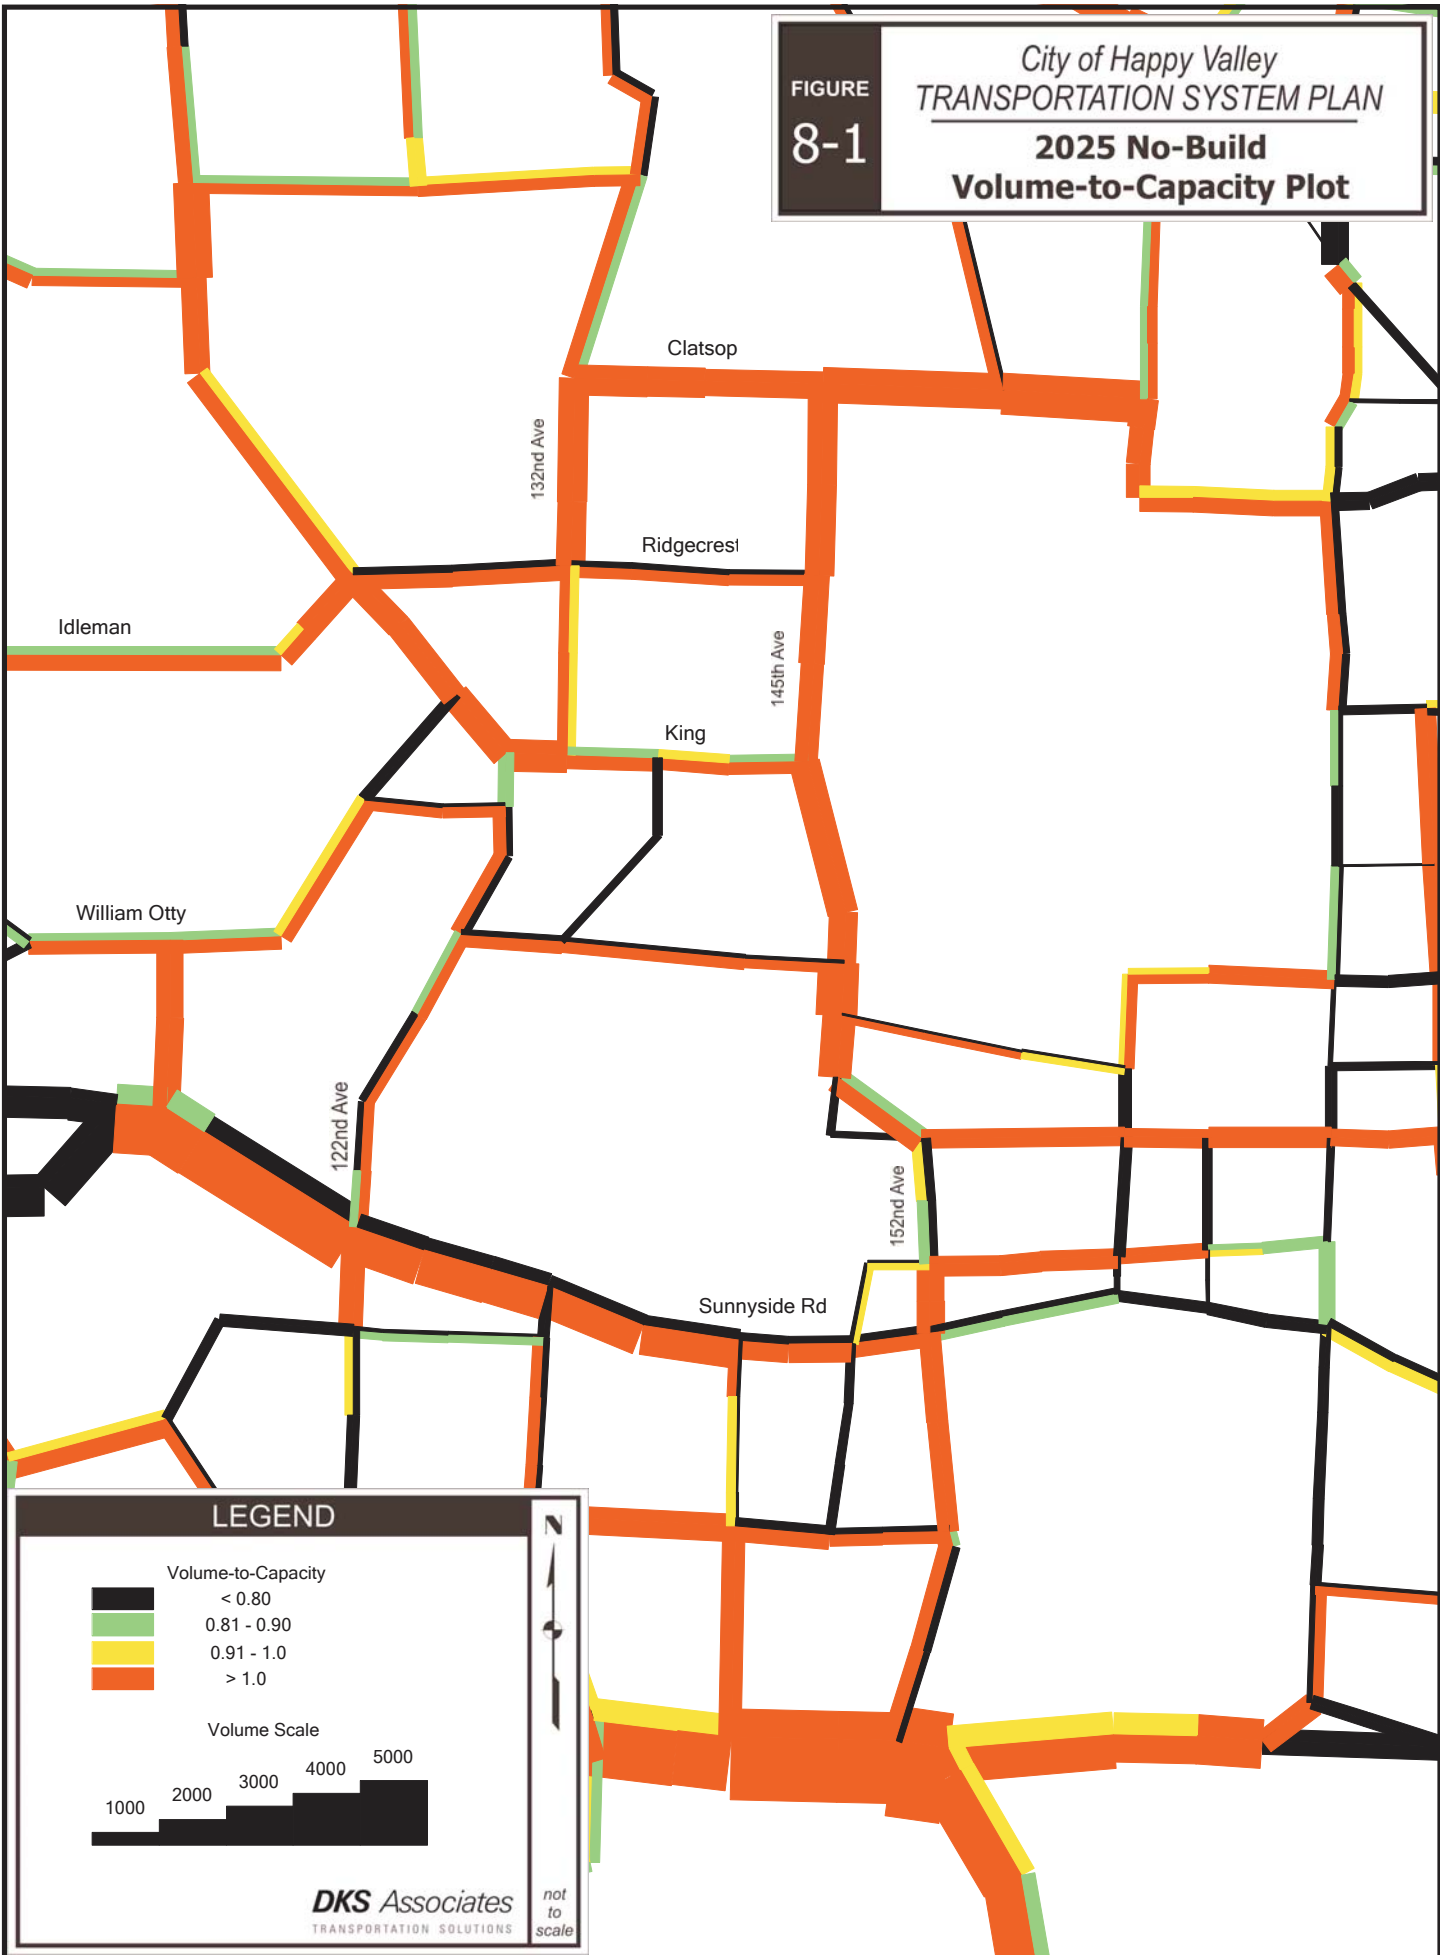 FIGURE
8-1
City of Happy Valley
TRANSPORTATION SYSTEM PLAN
2025 No-Build
Volume-to-Capacity Plot
Clatsop
132nd Ave
Ridgecrest
Idleman
145th Ave
King
William Otty
122nd Ave
152nd Ave
Sunnyside Rd
LEGEND
N
Volume-to-Capacity
< 0.80
0.81 - 0.90
0.91 - 1.0
> 1.0
Volume Scale
1000
2000
3000
4000
5000
DKS Associates
TRANSPORTATION SOLUTIONS
not
to
scale